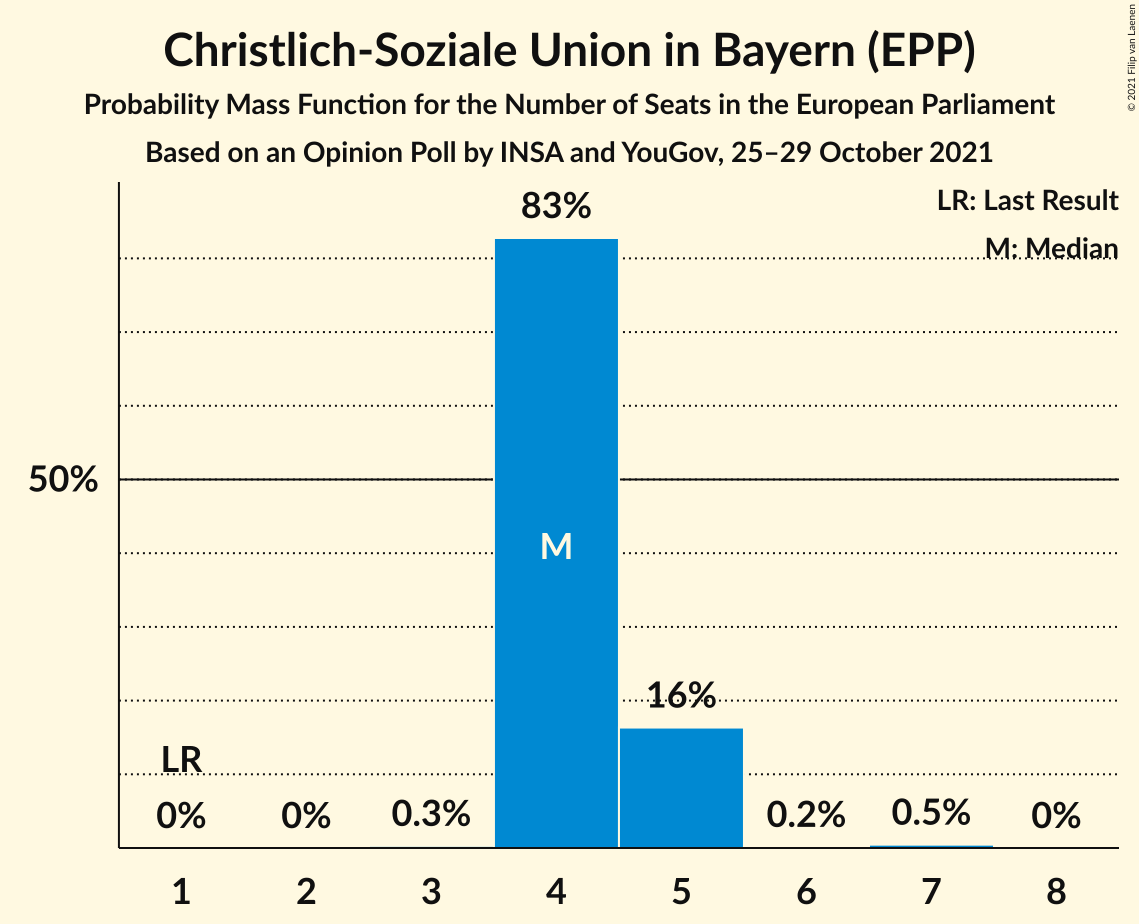 Christlich-Soziale Union in Bayern (EPP)
Probability Mass Function for the Number of Seats in the European Parliament
Based on an Opinion Poll by INSA and YouGov, 25–29 October 2021
© 2021 Filip van Laenen
LR: Last Result
M: Median
83%
50%
M
16%
LR
0% 0% 0.3% 0.2% 0.5% 0%
1 2 3 4 5 6 7 8